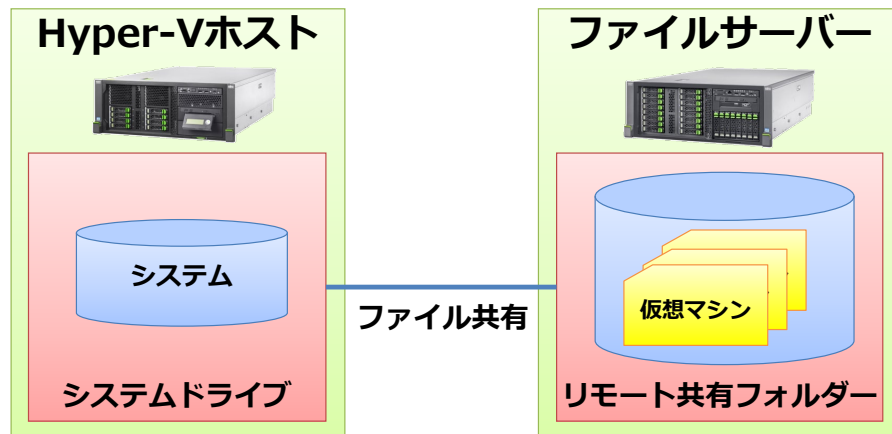 Hyper-Vホスト
ファイルサーバー
システム
ファイル共有
仮想マシン
システムドライブ
リモート共有フォルダー